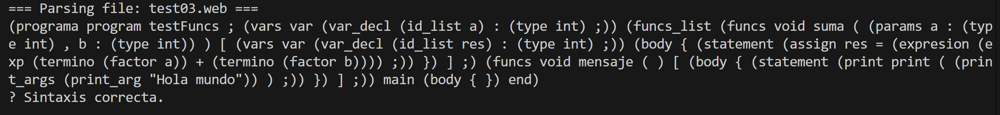 === Parsing file: test03.web ===
(programa program testFuncs ; (vars var (var_decl (id_list a) : (type int) ;)) (funcs_list (funcs void suma ( (params a : (typ
e int) , b : (type int)) ) [ (vars var (var_decl (id_list res) : (type int) ;)) (body { (statement (assign res = (expresion (e
xp (termino (factor a)) + (termino (factor b)))) ;)) }) ] ;) (funcs void mensaje ( ) [ (body { (statement (print print ( (prin
t_args (print_arg "Hola mundo")) ) ;)) }) ] ;)) main (body { }) end)
? Sintaxis correcta.